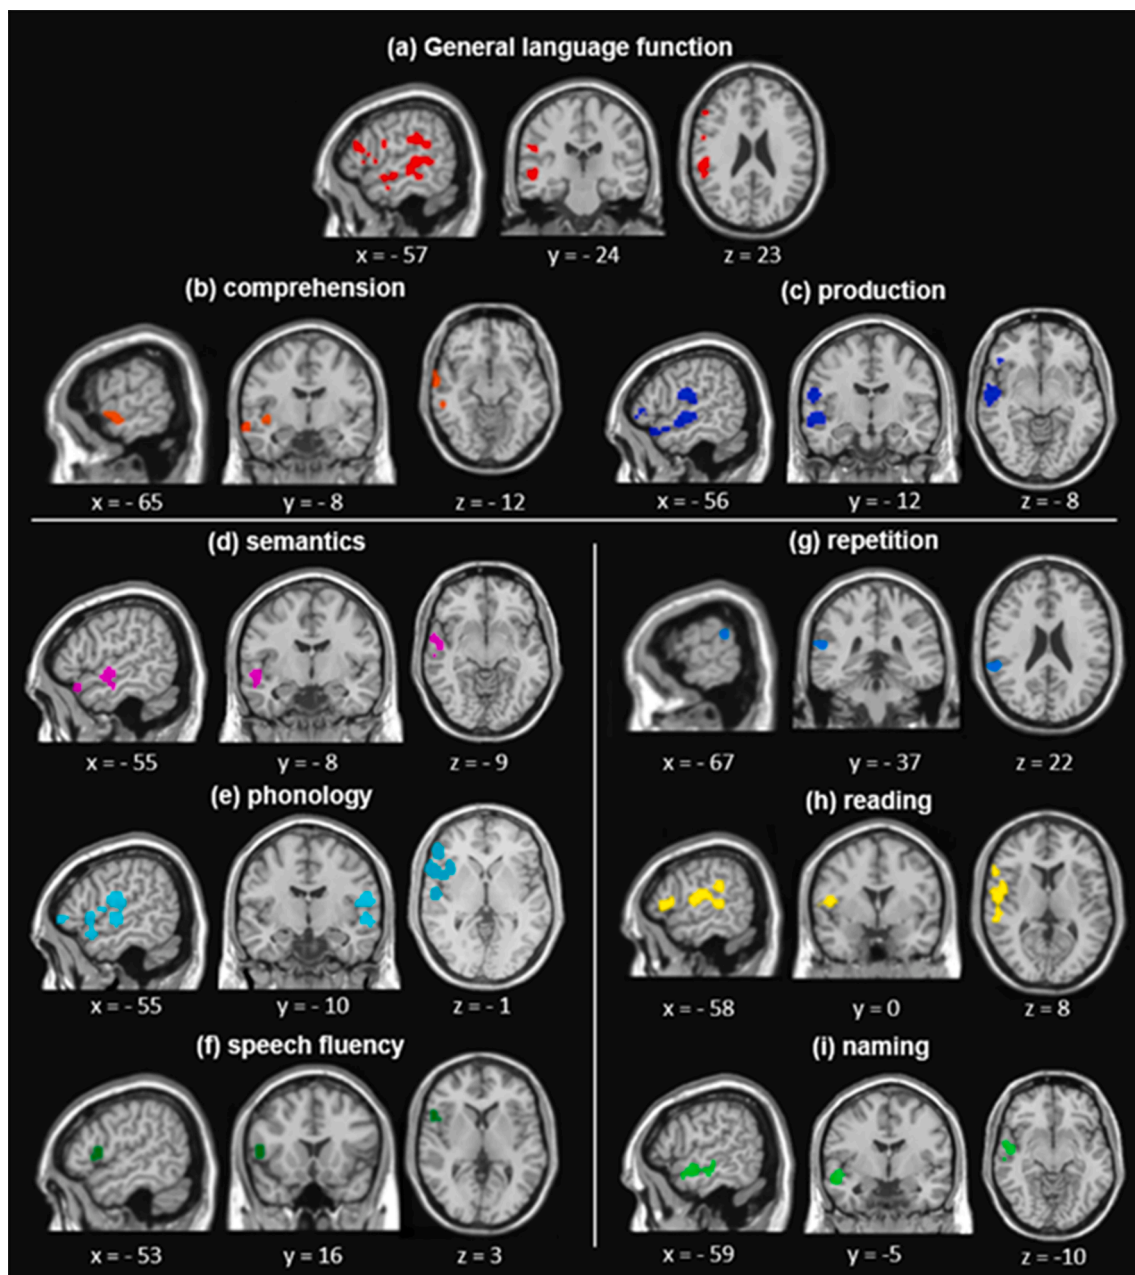 (a) General language function
x = - 57 y = - 24 z = 23
(b) comprehension
(c) production
x = - 65 y = - 8 z = - 12
x = - 56 y = - 12 z = - 8
(d) semantics
(g) repetition
x = - 55 y = - 8 z = - 9
x = - 67 y = - 37 z = 22
(e) phonology
(h) reading
x = - 55 y = - 10 z = - 1
x = - 58 y = 0 z = 8
(f) speech fluency
(i) naming
x = - 53 y = 16 z = 3
x = - 59 y = -5 z = -10